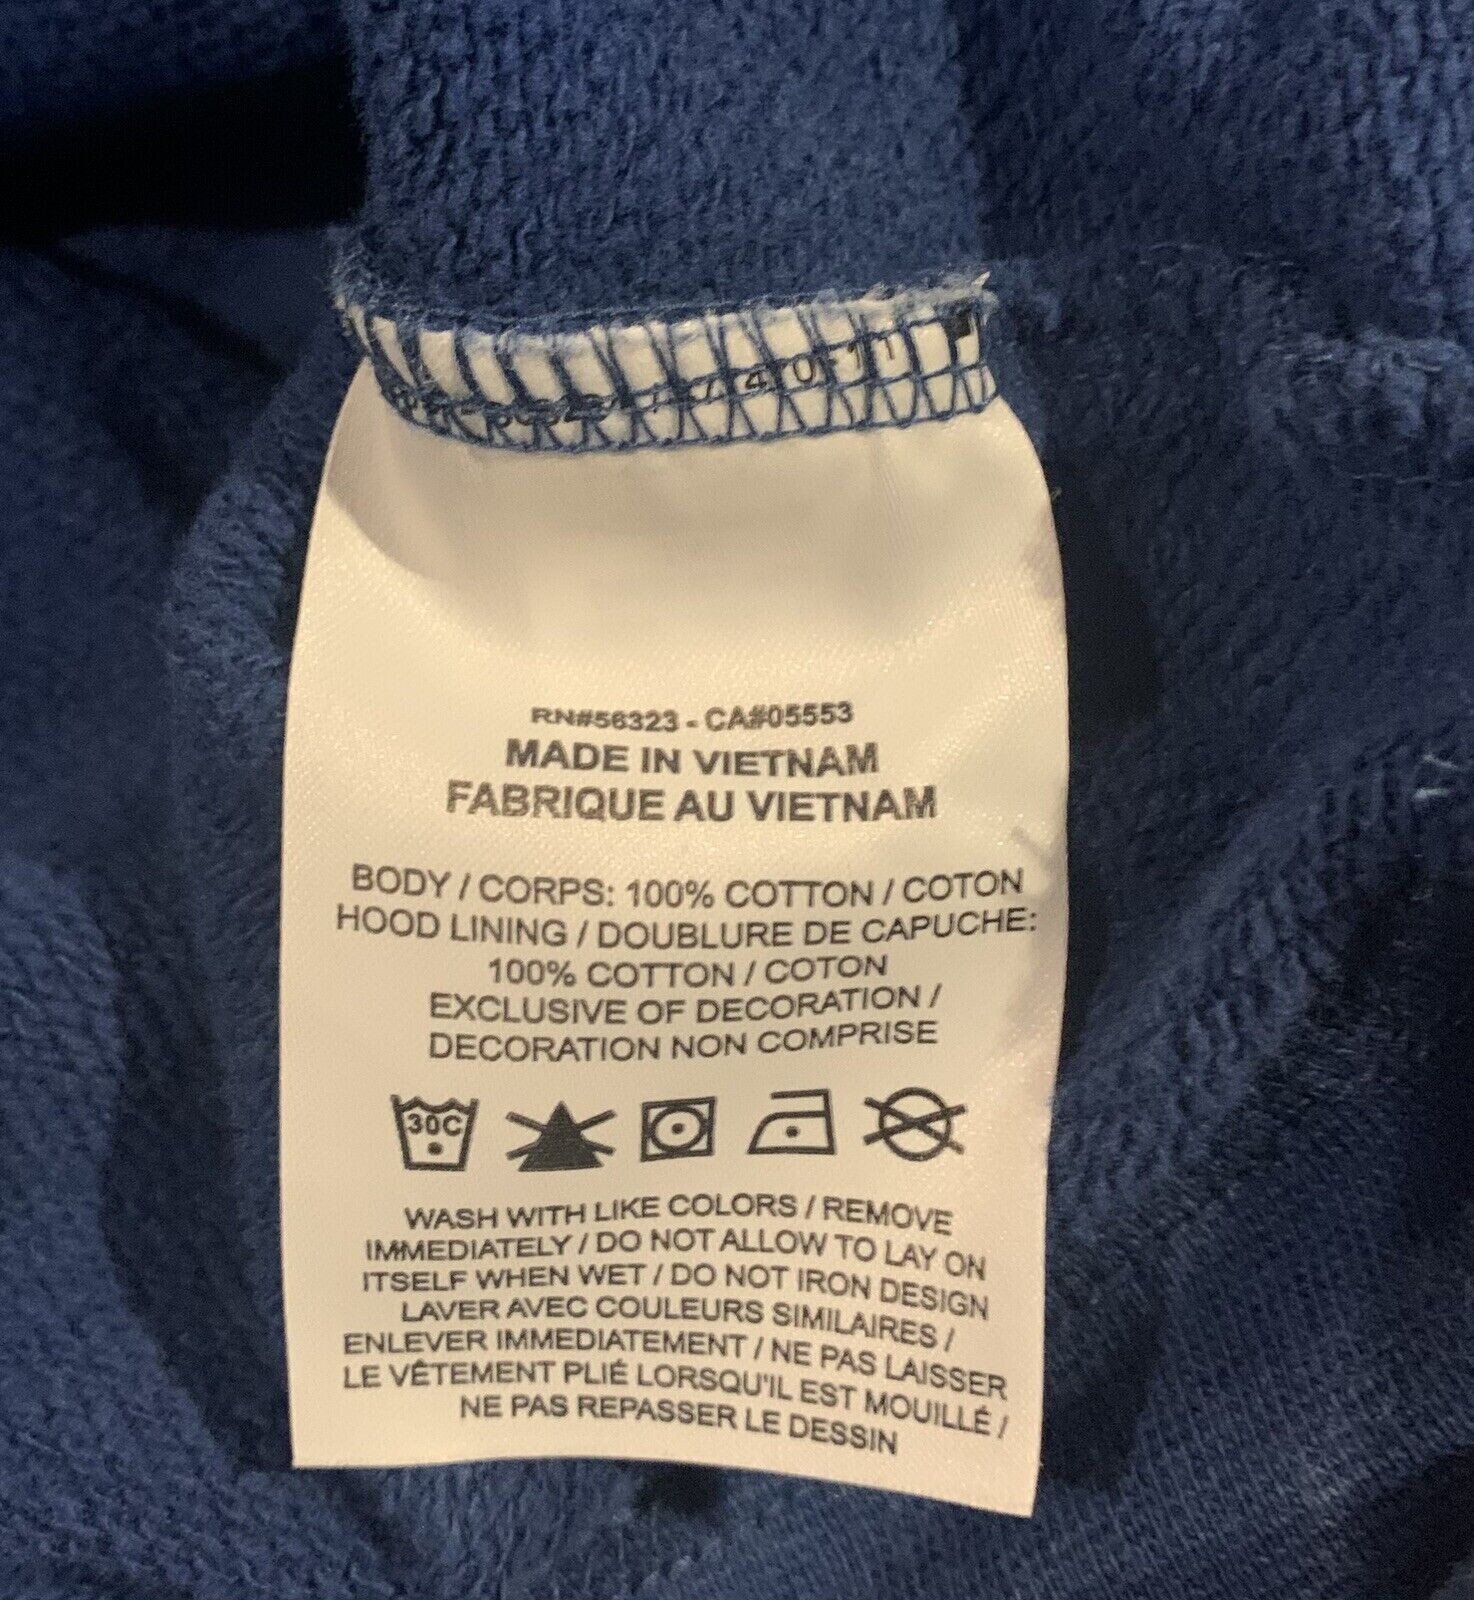 RN#56323 - CA#05553
MADE IN VIETNAM
FABRIQUE AU VIETNAM
BODY / CORPS: 100% COTTON / COTON
HOOD LINING / DOUBLURE DE CAPUCHE:
100% COTTON / COTON
EXCLUSIVE OF DECORATION /
DECORATION NON COMPRISE
30C
WASH WITH LIKE COLORS / REMOVE
IMMEDIATELY / DO NOT ALLOW TO LAY ON
ITSELF WHEN WET / DO NOT IRON DESIGN
LAVER AVEC COULEURS SIMILAIRES /
ENLEVER IMMEDIATEMENT / NE PAS LAISSER
LE VÊTEMENT PLIÉ LORSQU'IL EST MOUILLÉ /
NE PAS REPASSER LE DESSIN